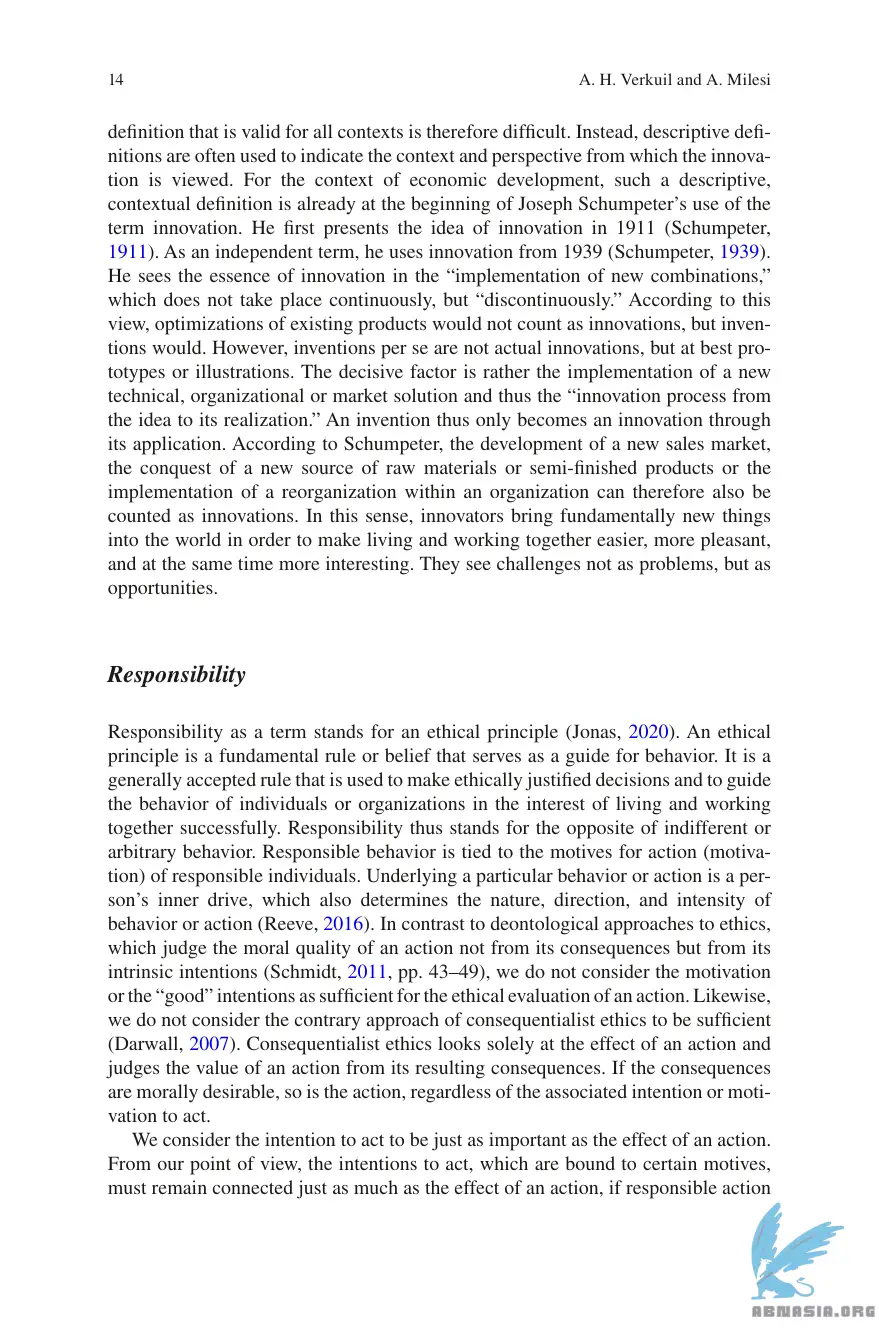 14
A. H. Verkuil and A. Milesi
definition that is valid for all contexts is therefore difficult. Instead, descriptive defi-
nitions are often used to indicate the context and perspective from which the innova-
tion is viewed. For the context of economic development, such a descriptive,
contextual definition is already at the beginning of Joseph Schumpeter’s use of the
term innovation. He first presents the idea of innovation in 1911 (Schumpeter,
1911). As an independent term, he uses innovation from 1939 (Schumpeter, 1939).
He sees the essence of innovation in the “implementation of new combinations,”
which does not take place continuously, but “discontinuously.” According to this
view, optimizations of existing products would not count as innovations, but inven-
tions would. However, inventions per se are not actual innovations, but at best pro-
totypes or illustrations. The decisive factor is rather the implementation of a new
technical, organizational or market solution and thus the “innovation process from
the idea to its realization.” An invention thus only becomes an innovation through
its application. According to Schumpeter, the development of a new sales market,
the conquest of a new source of raw materials or semi-finished products or the
implementation of a reorganization within an organization can therefore also be
counted as innovations. In this sense, innovators bring fundamentally new things
into the world in order to make living and working together easier, more pleasant,
and at the same time more interesting. They see challenges not as problems, but as
opportunities.
Responsibility
Responsibility as a term stands for an ethical principle (Jonas, 2020). An ethical
principle is a fundamental rule or belief that serves as a guide for behavior. It is a
generally accepted rule that is used to make ethically justified decisions and to guide
the behavior of individuals or organizations in the interest of living and working
together successfully. Responsibility thus stands for the opposite of indifferent or
arbitrary behavior. Responsible behavior is tied to the motives for action (motiva-
tion) of responsible individuals. Underlying a particular behavior or action is a per-
son’s inner drive, which also determines the nature, direction, and intensity of
behavior or action (Reeve, 2016). In contrast to deontological approaches to ethics,
which judge the moral quality of an action not from its consequences but from its
intrinsic intentions (Schmidt, 2011, pp. 43–49), we do not consider the motivation
or the “good” intentions as sufficient for the ethical evaluation of an action. Likewise,
we do not consider the contrary approach of consequentialist ethics to be sufficient
(Darwall, 2007). Consequentialist ethics looks solely at the effect of an action and
judges the value of an action from its resulting consequences. If the consequences
are morally desirable, so is the action, regardless of the associated intention or moti-
vation to act.
We consider the intention to act to be just as important as the effect of an action.
From our point of view, the intentions to act, which are bound to certain motives,
must remain connected just as much as the effect of an action, if responsible action
ABNASIA.ORG